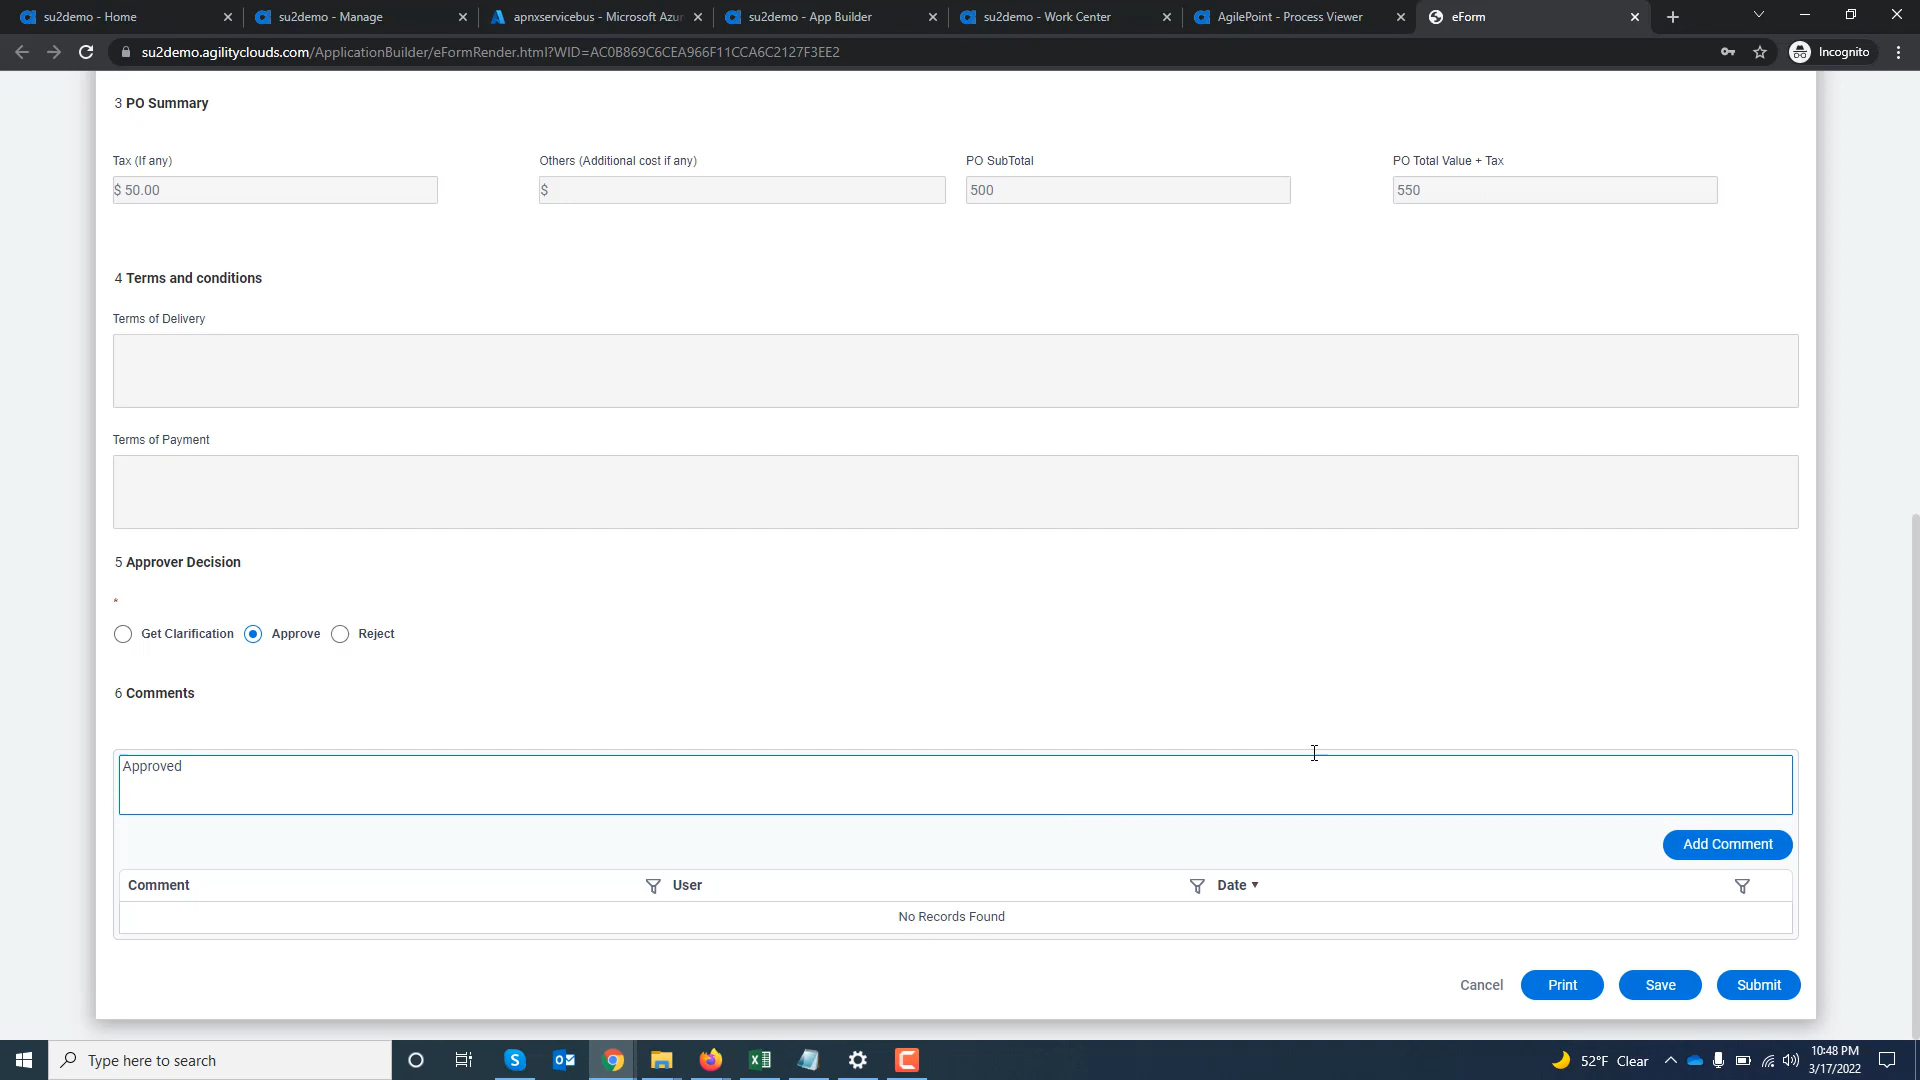 su2demo - Home
su2demo - Manage
apnxservicebus - Microsoft Azur
su2demo - App Builder
su2demo - Work Center
AgilePoint - Process Viewer
eForm
su2demo.agilityclouds.com/ApplicationBuilder/eFormRender.html?WID=AC0B869C6CEA966F11CCA6C2127F3EE2
Incognito
3 PO Summary
Tax (If any)
Others (Additional cost if any)
PO SubTotal
PO Total Value + Tax
$ 50.00
$
500
550
4 Terms and conditions
Terms of Delivery
Terms of Payment
5 Approver Decision
*
Get Clarification
Approve
Reject
6 Comments
Approved
Add Comment
Comment
User
Date
No Records Found
Cancel
Print
Save
Submit
Type here to search
52°F Clear
10:48 PM
3/17/2022